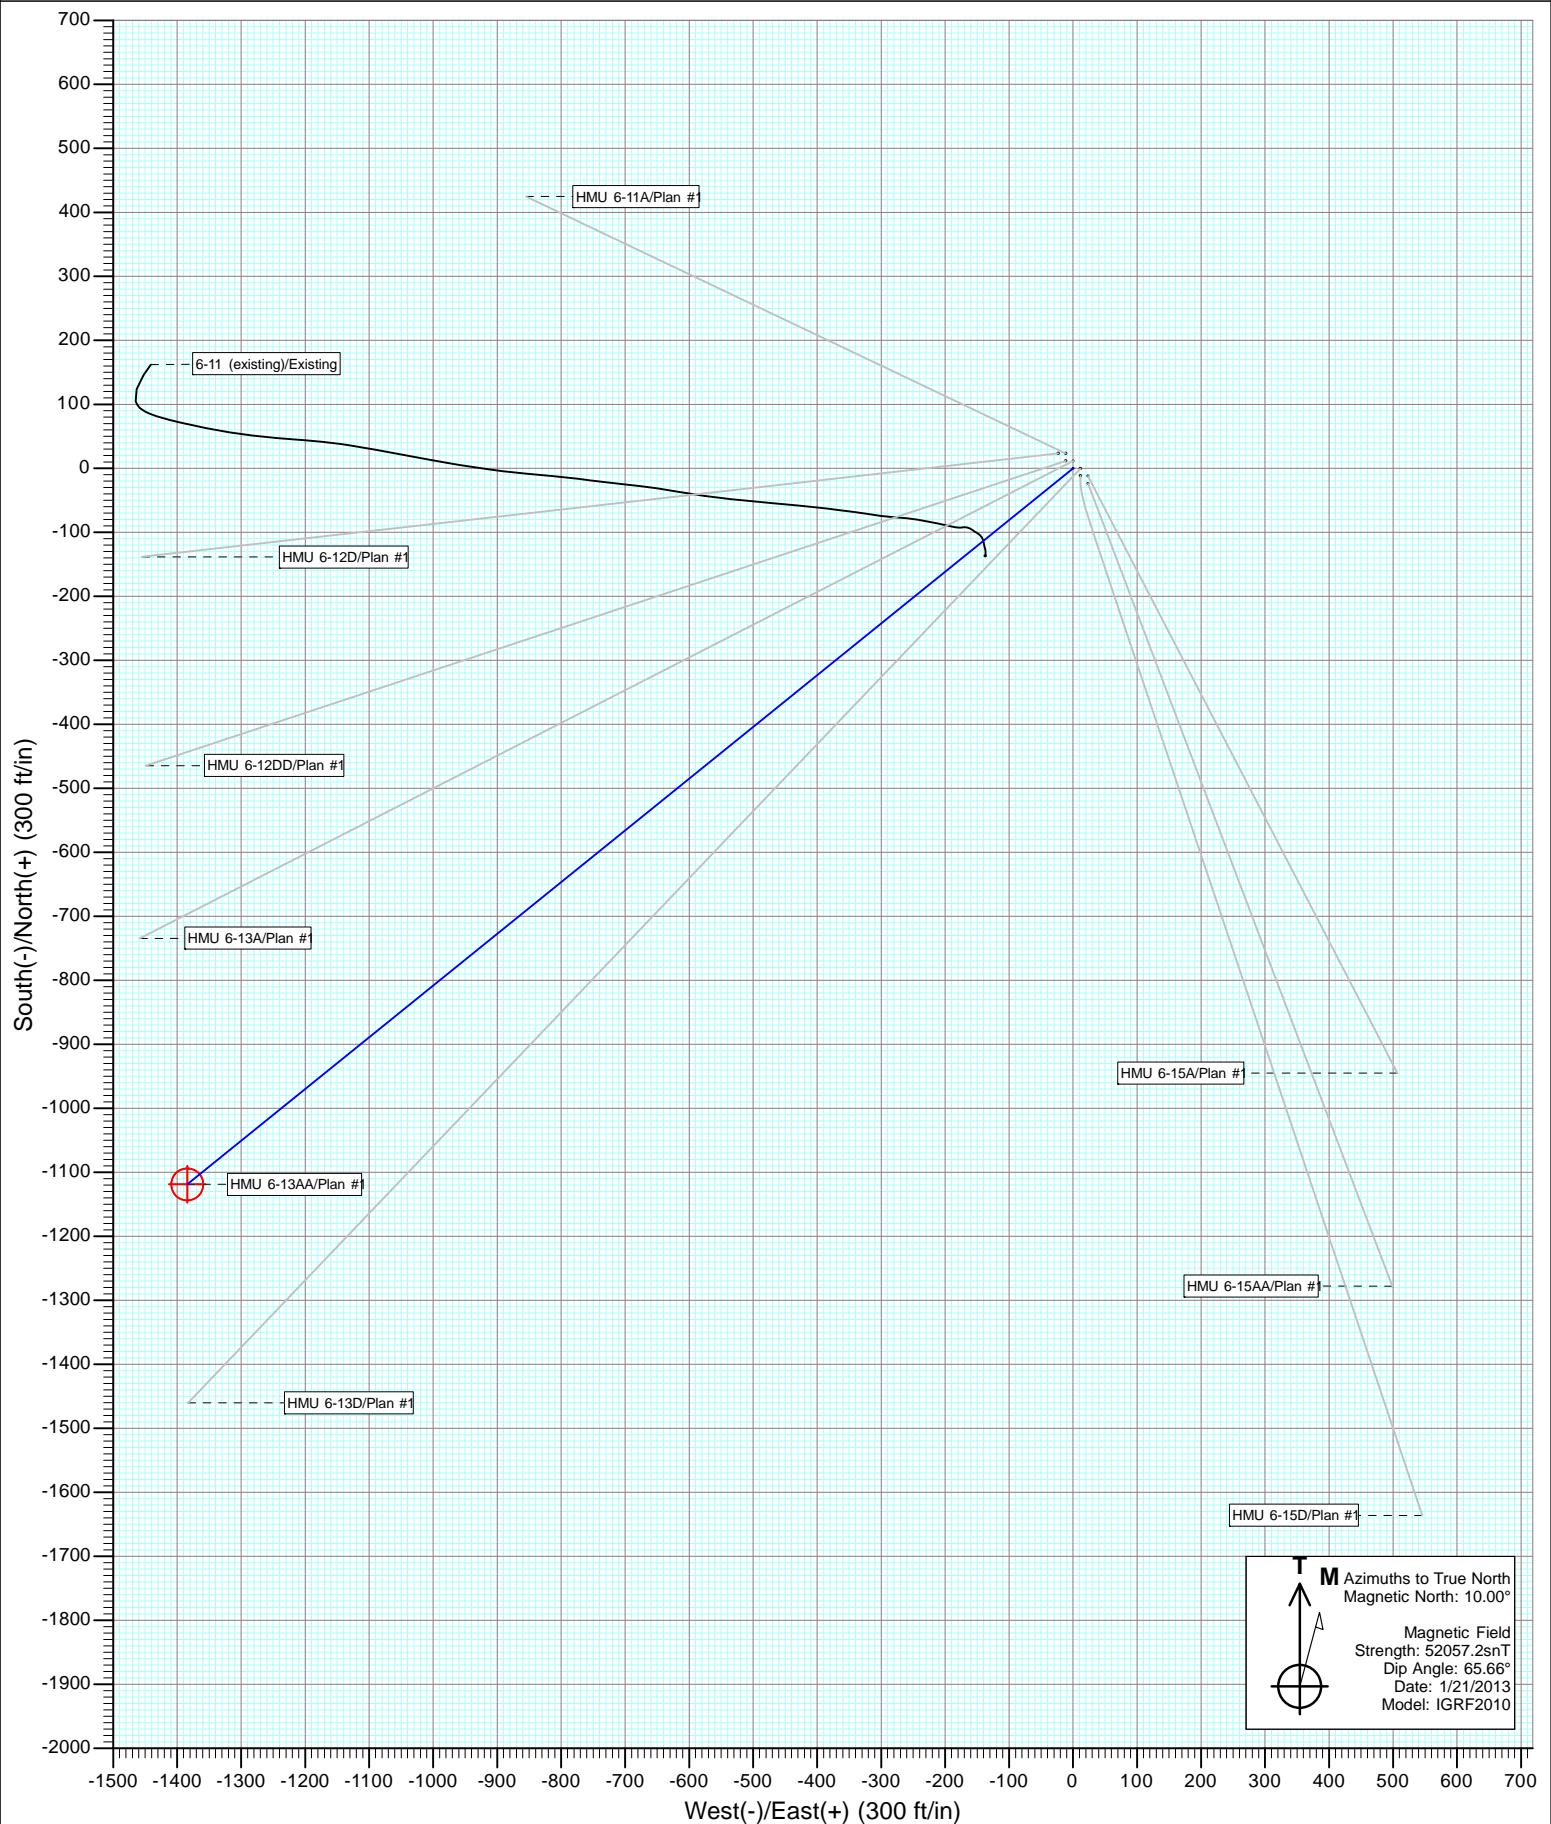 700
600
500
400
300
200
100
0
-100
-200
-300
-400
-500
-600
-700
-800
-900
-1000
-1100
-1200
-1300
-1400
-1500
-1600
-1700
-1800
-1900
-2000
South(-)/North(+) (300 ft/in)
HMU 6-11A/Plan #1
6-11 (existing)/Existing
HMU 6-12D/Plan #1
HMU 6-12DD/Plan #1
HMU 6-13A/Plan #1
HMU 6-15A/Plan #1
HMU 6-13AA/Plan #1
HMU 6-15AA/Plan #1
HMU 6-13D/Plan #1
HMU 6-15D/Plan #1
T
M Azimuths to True North
Magnetic North: 10.00°
Magnetic Field
Strength: 52057.2snT
Dip Angle: 65.66°
Date: 1/21/2013
Model: IGRF2010
-1500 -1400 -1300 -1200 -1100 -1000 -900 -800 -700 -600 -500 -400 -300 -200 -100 0 100 200 300 400 500 600 700
West(-)/East(+) (300 ft/in)